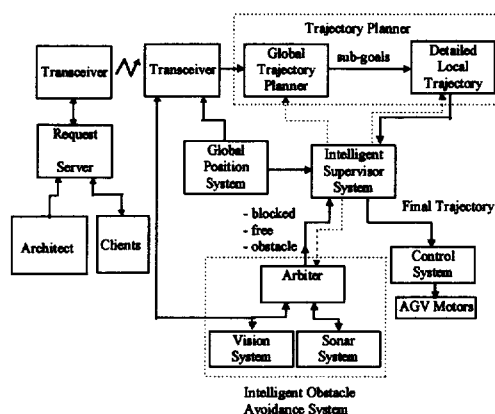 Trajectory Planner
Transceiver
Transceiver
Global
Trajectory
Planner
sub-goals
Detailed
Local
Trajectory
Request
Server
Global
Position
System
Intelligent
Supervisor
System
Architect
Clients
- blocked
- free
- obstacle
Final Trajectory
Arbiter
Control
System
AGV Motors
Vision
System
Sonar
System
Intelligent Obstacle
Avoidance System